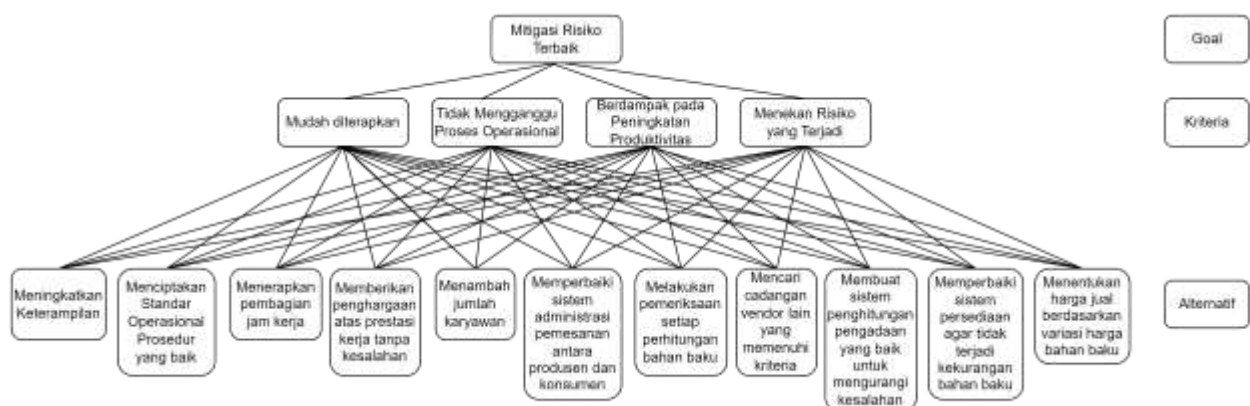 Mitigasi Risiko
Terbaik
Goal
Mudah diterapkan
Tidak Mengganggu
Proses Operasional
Berdampak pada
Peningkatan
Produktivitas
Menekan Risiko
yang Terjadi
Kriteria
Meningkatkan
Keterampilan
Menciptakan
Standar
Operasional
Prosedur
yang baik
Menerapkan
pembagian
jam kerja
Memberikan
penghargaan
atas prestasi
kerja tanpa
kesalahan
Menambah
jumlah
karyawan
Memperbaiki
sistem
administrasi
pemesanan
antara
produsen dan
konsumen
Melakukan
pemeriksaan
setiap
perhitungan
bahan baku
Mencari
cadangan
vendor lain
yang
memenuhi
kriteria
Membuat
sistem
penghitungan
pengadaan
yang baik
untuk
mengurangi
kesalahan
Memperbaiki
sistem
persediaan
agar tidak
terjadi
kekurangan
bahan baku
Menentukan
harga jual
berdasarkan
variasi harga
bahan baku
Alternatif